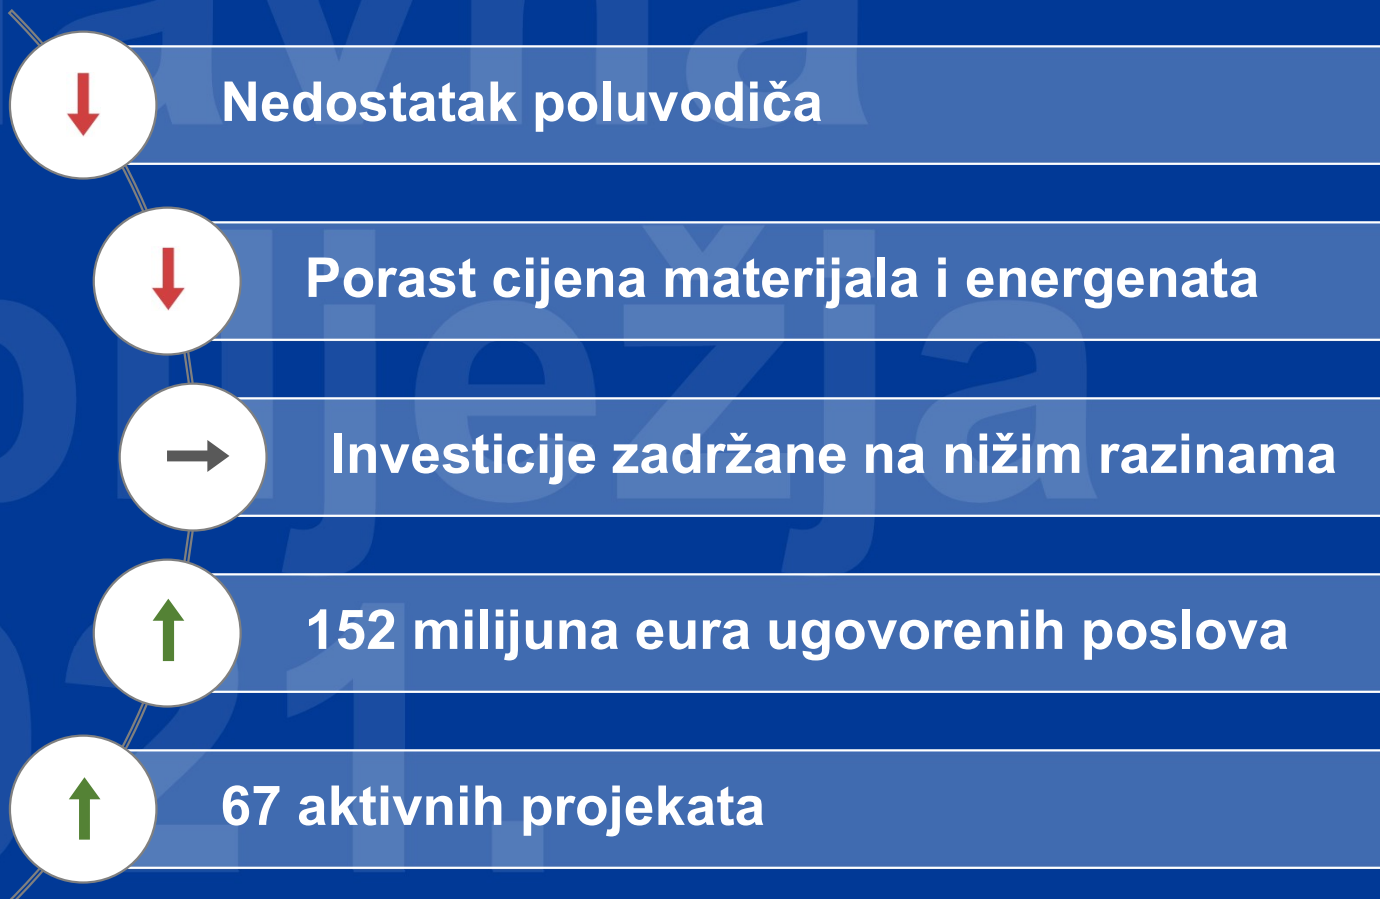 Nedostatak poluvodiča
Porast cijena materijala i energenata
Investicije zadržane na nižim razinama
152 milijuna eura ugovorenih poslova
67 aktivnih projekata